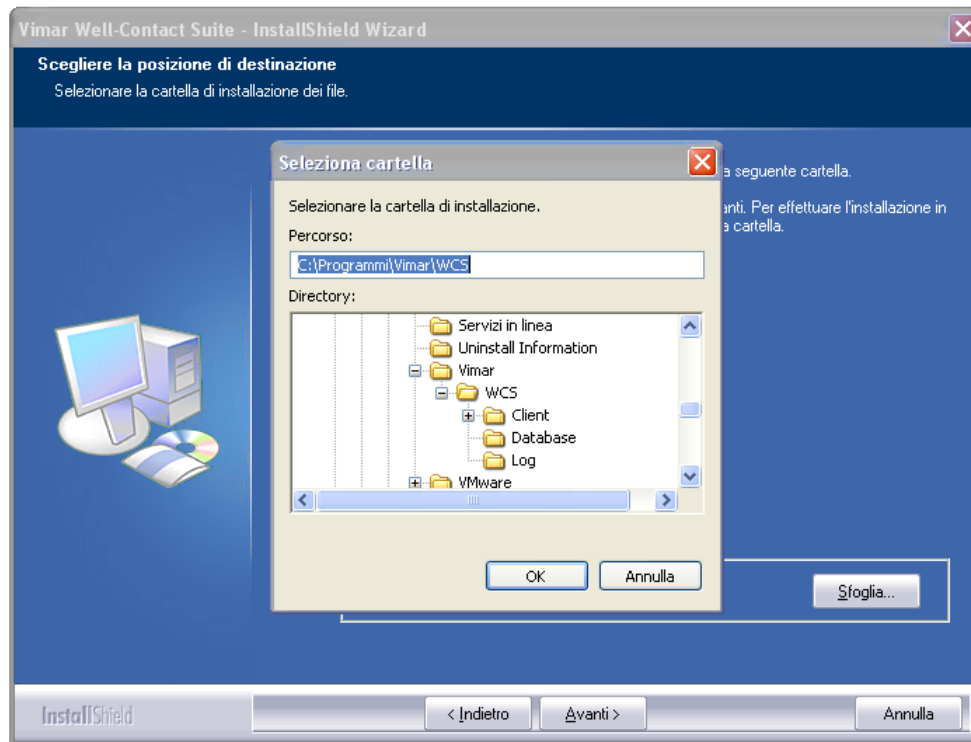 Vimar Well-Contact Suite - InstallShield Wizard
Scegliere la posizione di destinazione
Selezionare la cartella di installazione dei file.
Seleziona cartella
a seguente cartella.
Selezionare la cartella di installazione.
anti. Per effettuare l'installazione in
a cartella.
Percorso:
C:\Programmi\Vimar\WCS
Directory:
Servizi in linea
Uninstall Information
Vimar
WCS
Client
Database
Log
VMware
OK
Annulla
Sfoglia...
InstallShield
< Indietro
Avanti >
Annulla